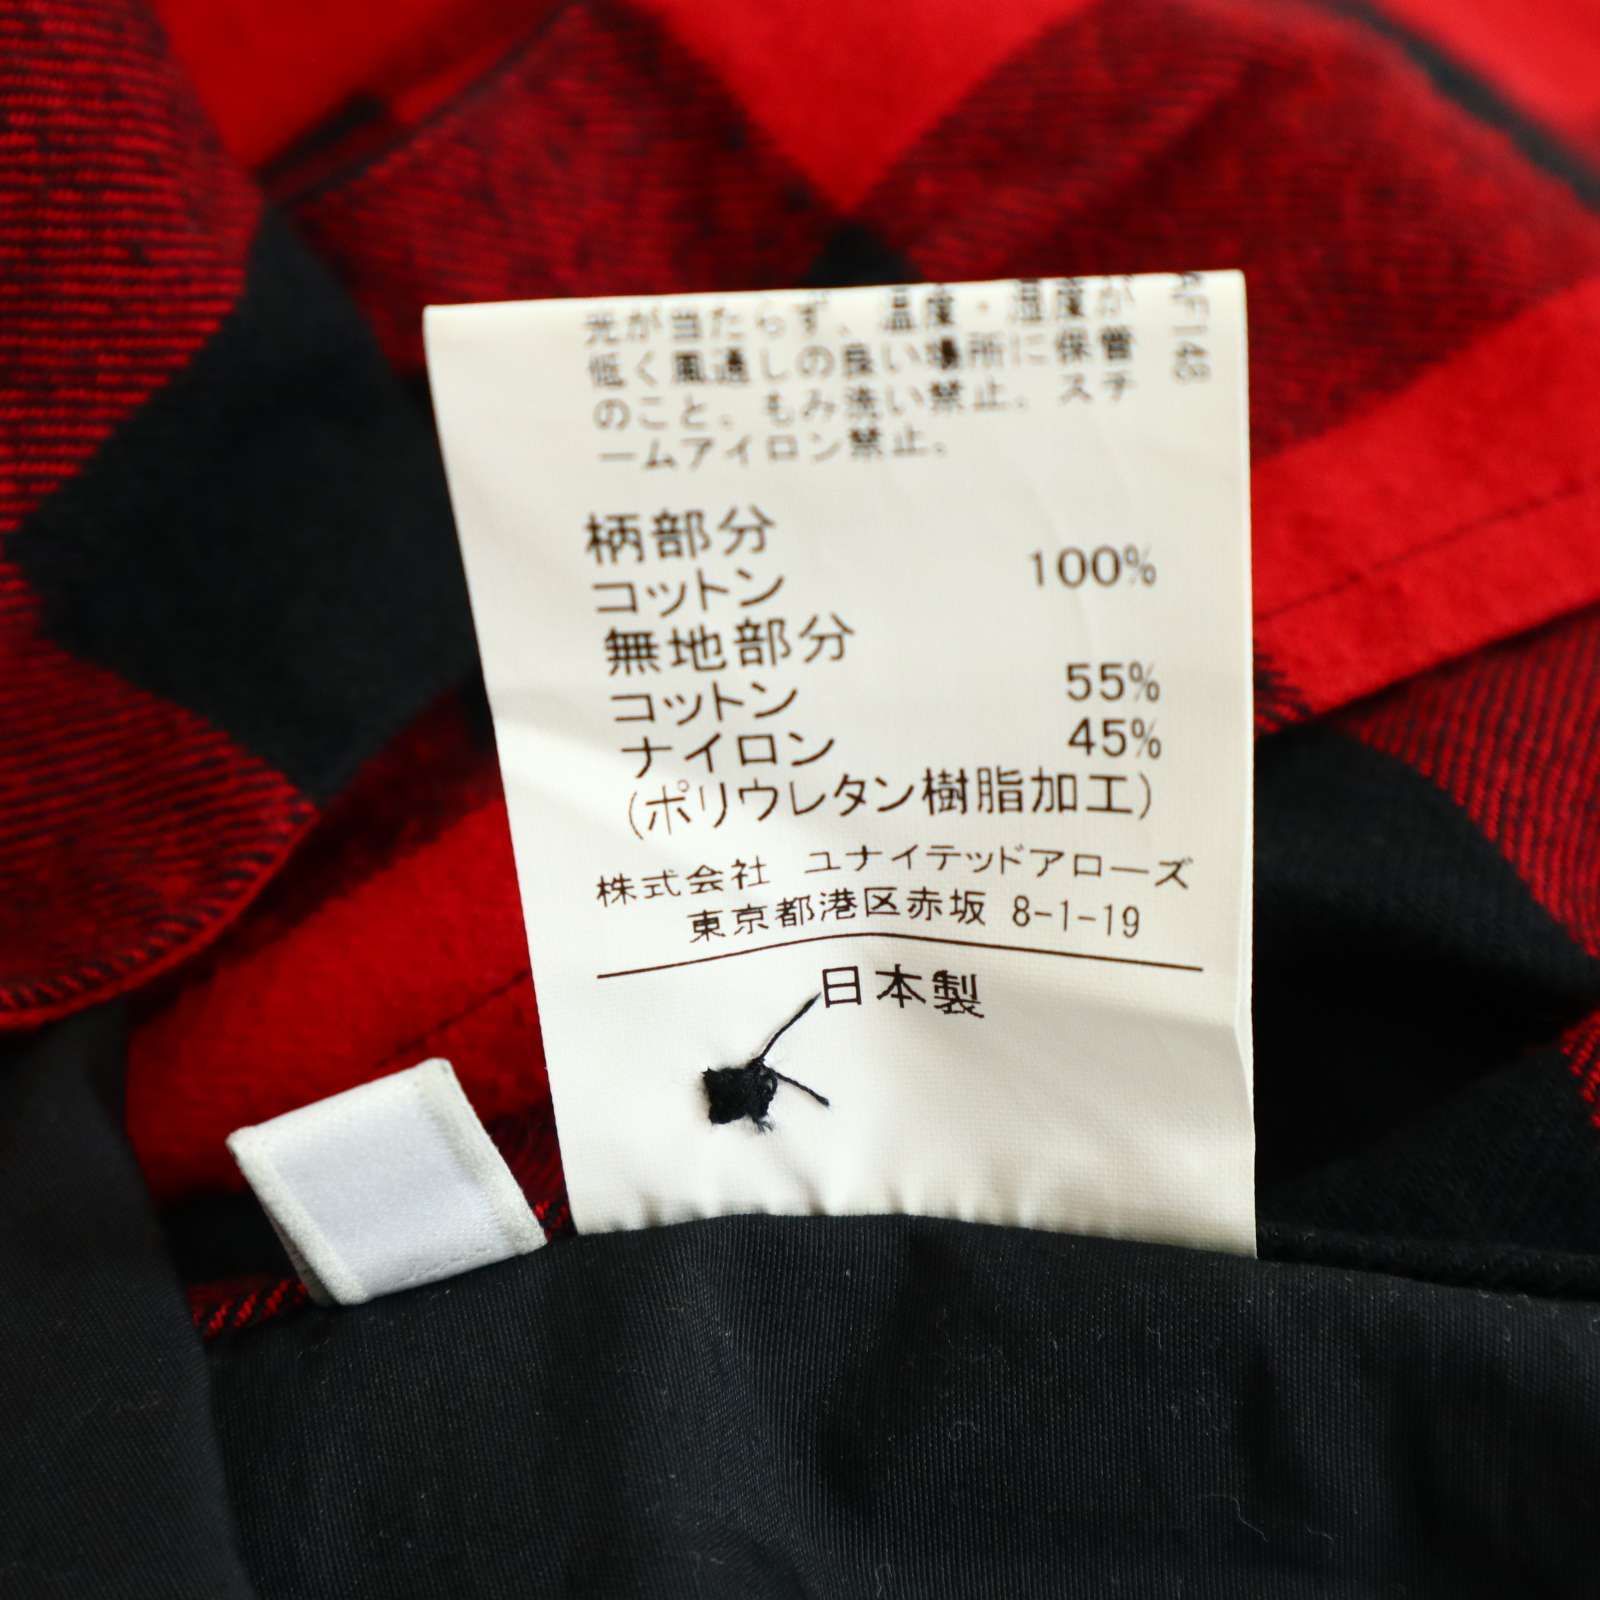 光が当たらず、温度・湿度が
低く風通しの良い場所に保管
のこと、もみ洗い禁止。スチ
ームアイロン禁止。
柄部分
コットン 100%
無地部分
コットン 55%
ナイロン 45%
(ポリウレタン樹脂加工)
株式会社 ユナイテッドアローズ
東京都港区赤坂 8-1-19
日本製